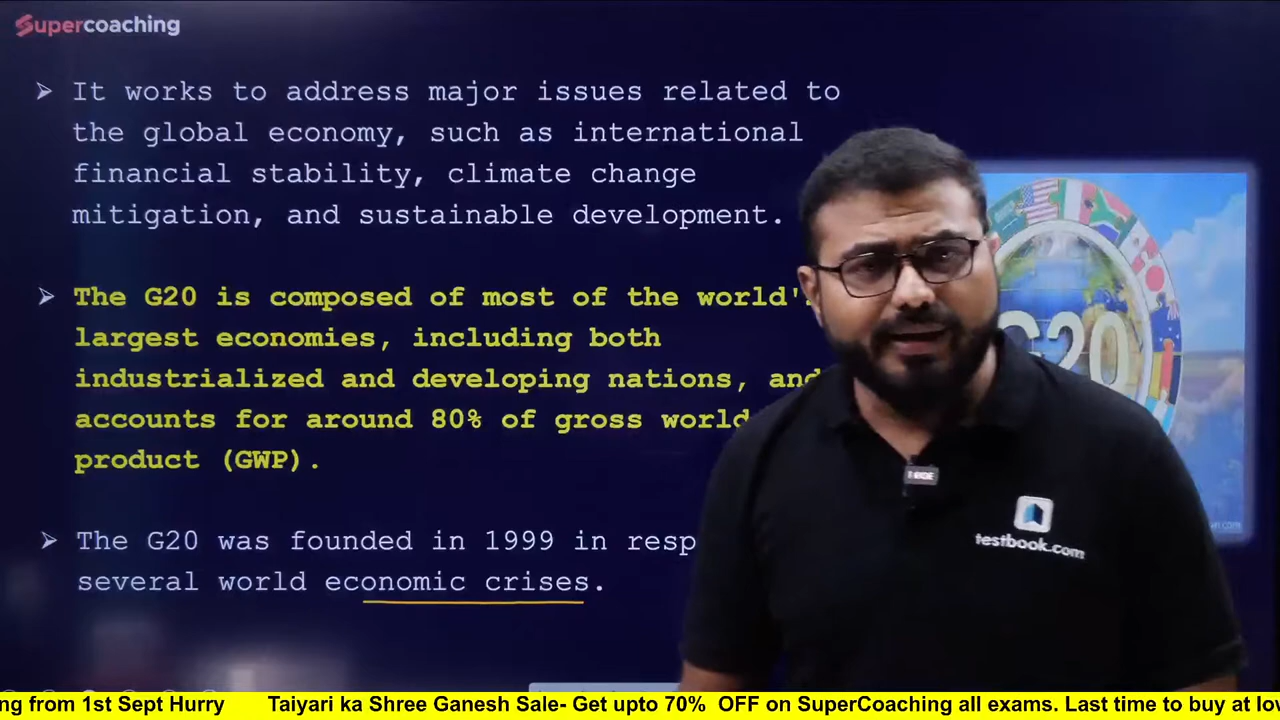 Supercoaching
➤ It works to address major issues related to
the global economy, such as international
financial stability, climate change
mitigation, and sustainable development.
➤ The G20 is composed of most of the world'
largest economies, including both
industrialized and developing nations, and
accounts for around 80% of gross world
product (GWP).
➤ The G20 was founded in 1999 in resp
several world economic crises.
G20
testbook.com
ng from 1st Sept Hurry Taiyari ka Shree Ganesh Sale- Get upto 70% OFF on SuperCoaching all exams. Last time to buy at lo